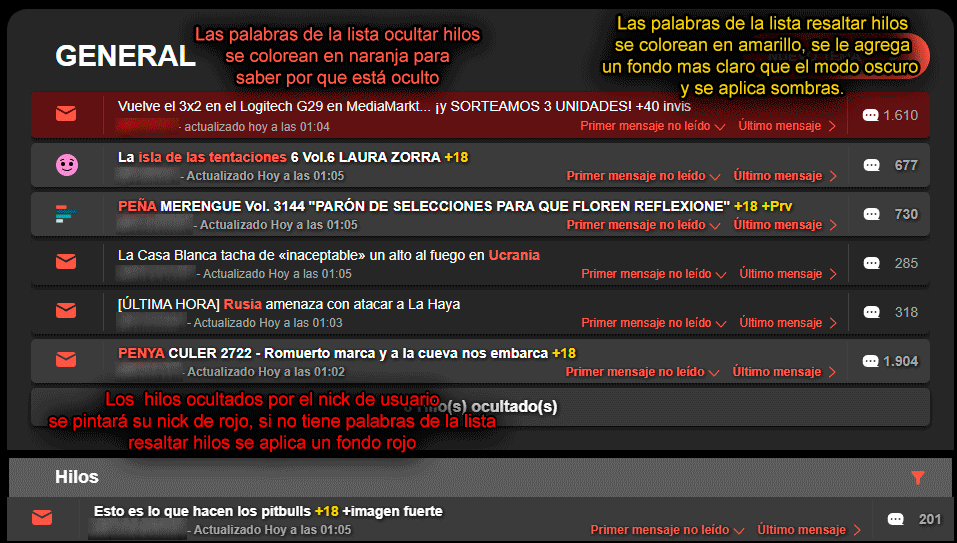 Las palabras de la lista ocultar hilos
se colorean en naranja para
saber por que está oculto
Las palabras de la lista resaltar hilos
se colorean en amarillo, se le agrega
un fondo mas claro que el modo oscuro
y se aplica sombras.
GENERAL
Vuelve el 3x2 en el Logitech G29 en MediaMarkt... ¡y SORTEAMOS 3 UNIDADES! +40 invis
- actualizado hoy a las 01:04
Primer mensaje no leído
Último mensaje
1.610
La isla de las tentaciones 6 Vol.6 LAURA ZORRA +18
- Actualizado Hoy a las 01:05
Primer mensaje no leído
Último mensaje
677
PEÑA MERENGUE Vol. 3144 "PARÓN DE SELECCIONES PARA QUE FLOREN REFLEXIONE" +18 +Prv
- Actualizado Hoy a las 01:05
Primer mensaje no leído
Último mensaje
730
La Casa Blanca tacha de «inaceptable» un alto al fuego en Ucrania
- Actualizado Hoy a las 01:05
Primer mensaje no leído
Último mensaje
285
[ÚLTIMA HORA] Rusia amenaza con atacar a La Haya
- Actualizado Hoy a las 01:03
Primer mensaje no leído
Último mensaje
318
PENYA CULER 2722 - Romuerto marca y a la cueva nos embarca +18
- Actualizado Hoy a las 01:02
Primer mensaje no leído
Último mensaje
1.904
Los hilos ocultados por el nick de usuario
se pintará su nick de rojo, si no tiene palabras de la lista
resaltar hilos se aplica un fondo rojo
ocultado(s)
Hilos
Esto es lo que hacen los pitbulls +18 +imagen fuerte
- Actualizado Hoy a las 01:05
Primer mensaje no leído
Último mensaje
201